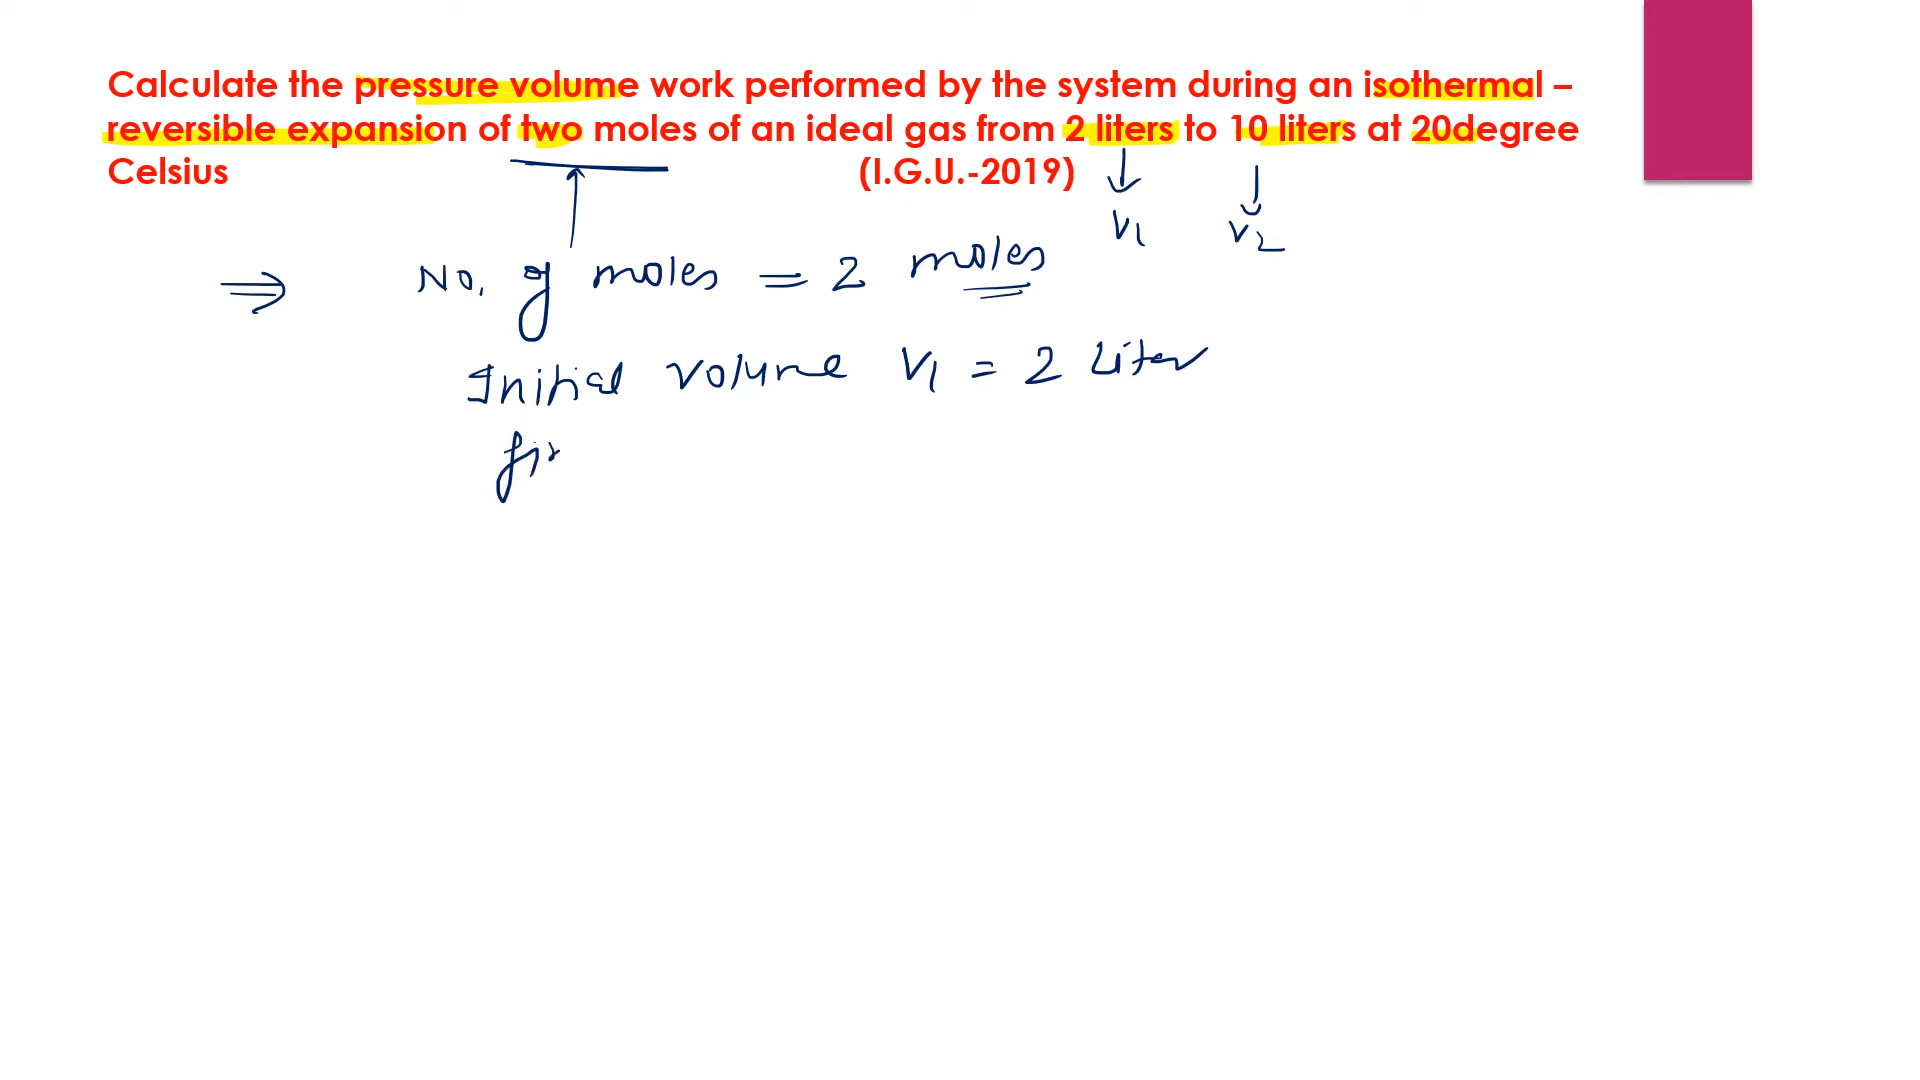 Calculate the pressure volume work performed by the system during an isothermal –
reversible expansion of two moles of an ideal gas from 2 liters to 10 liters at 20degree
Celsius (I.G.U.-2019)
V1 V2
⇒ No. of moles = 2 moles
Initial volume V1 = 2 Liter